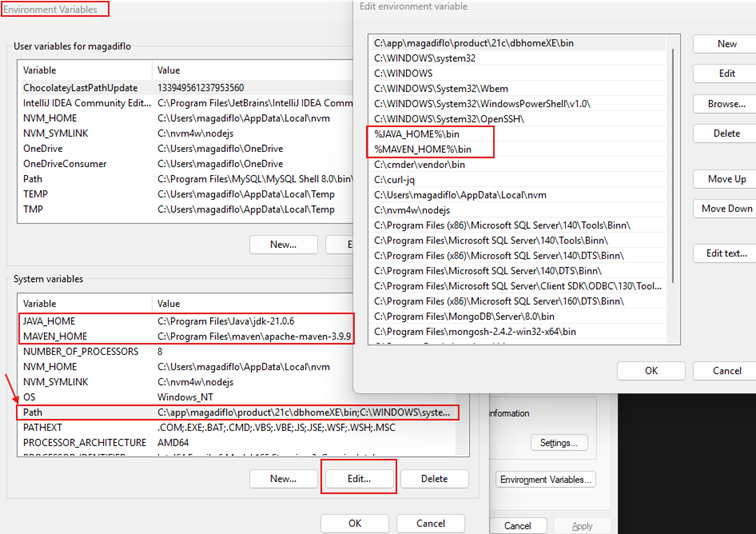 Environment Variables
User variables for magadiflo
Variable Value
ChocolateyLastPathUpdate 133949561237953560
IntelliJ IDEA Community Edit... C:\Program Files\JetBrains\IntelliJ IDEA Com
NVM_HOME C:\Users\magadiflo\AppData\Local\nvm
NVM_SYMLINK C:\nvm4w\nodejs
OneDrive C:\Users\magadiflo\OneDrive
OneDriveConsumer C:\Users\magadiflo\OneDrive
Path C:\Program Files\MySQL\MySQL Shell 8.0\bin\
TEMP C:\Users\magadiflo\AppData\Local\Temp
TMP C:\Users\magadiflo\AppData\Local\Temp
New...
System variables
Variable Value
JAVA_HOME C:\Program Files\Java\jdk-21.0.6
MAVEN_HOME C:\Program Files\maven\apache-maven-3.9.9
NUMBER_OF_PROCESSORS 8
NVM_HOME C:\Users\magadiflo\AppData\Local\nvm
NVM_SYMLINK C:\nvm4w\nodejs
OS Windows_NT
Path C:\app\magadiflo\product\21c\dbhomeXE\bin;C:\WINDOWS\syste...
PATHEXT .COM;.EXE;.BAT;.CMD;.VBS;.VBE;.JS;.JSE;.WSF;.WSH;.MSC
PROCESSOR_ARCHITECTURE AMD64
New... Edit... Delete
OK Cancel
Edit environment variable
C:\app\magadiflo\product\21c\dbhomeXE\bin
C:\WINDOWS\system32
C:\WINDOWS
C:\WINDOWS\System32\Wbem
C:\WINDOWS\System32\WindowsPowerShell\v1.0\
C:\WINDOWS\System32\OpenSSH\
%JAVA_HOME%\bin
%MAVEN_HOME%\bin
C:\cmder\vendor\bin
C:\curl-jq
C:\Users\magadiflo\AppData\Local\nvm
C:\nvm4w\nodejs
C:\Program Files (x86)\Microsoft SQL Server\140\Tools\Binn\
C:\Program Files\Microsoft SQL Server\140\Tools\Binn\
C:\Program Files (x86)\Microsoft SQL Server\140\DTS\Binn\
C:\Program Files\Microsoft SQL Server\140\DTS\Binn\
C:\Program Files\Microsoft SQL Server\Client SDK\ODBC\130\Tool...
C:\Program Files (x86)\Microsoft SQL Server\160\DTS\Binn\
C:\Program Files\MongoDB\Server\8.0\bin
C:\Program Files\mongosh-2.4.2-win32-x64\bin
New
Edit
Browse...
Delete
Move Up
Move Down
Edit text...
OK Cancel
information
Settings...
Environment Variables...
Cancel Apply